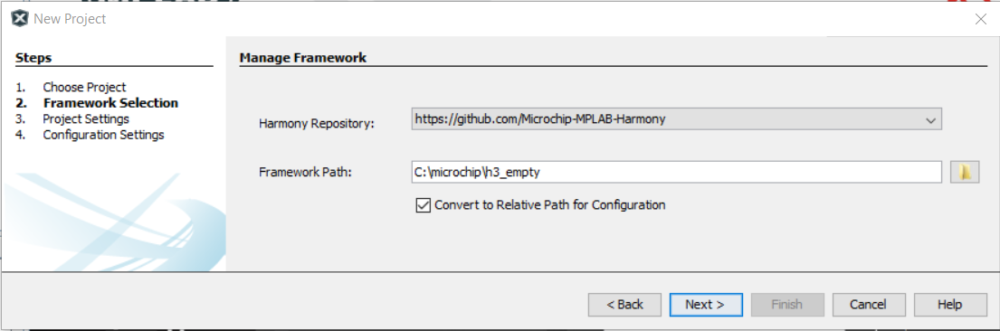 New Project
Steps
1. Choose Project
2. Framework Selection
3. Project Settings
4. Configuration Settings
Manage Framework
Harmony Repository: https://github.com/Microchip-MPLAB-Harmony
Framework Path: C:\microchip\h3_empty
Convert to Relative Path for Configuration
< Back Next > Finish Cancel Help